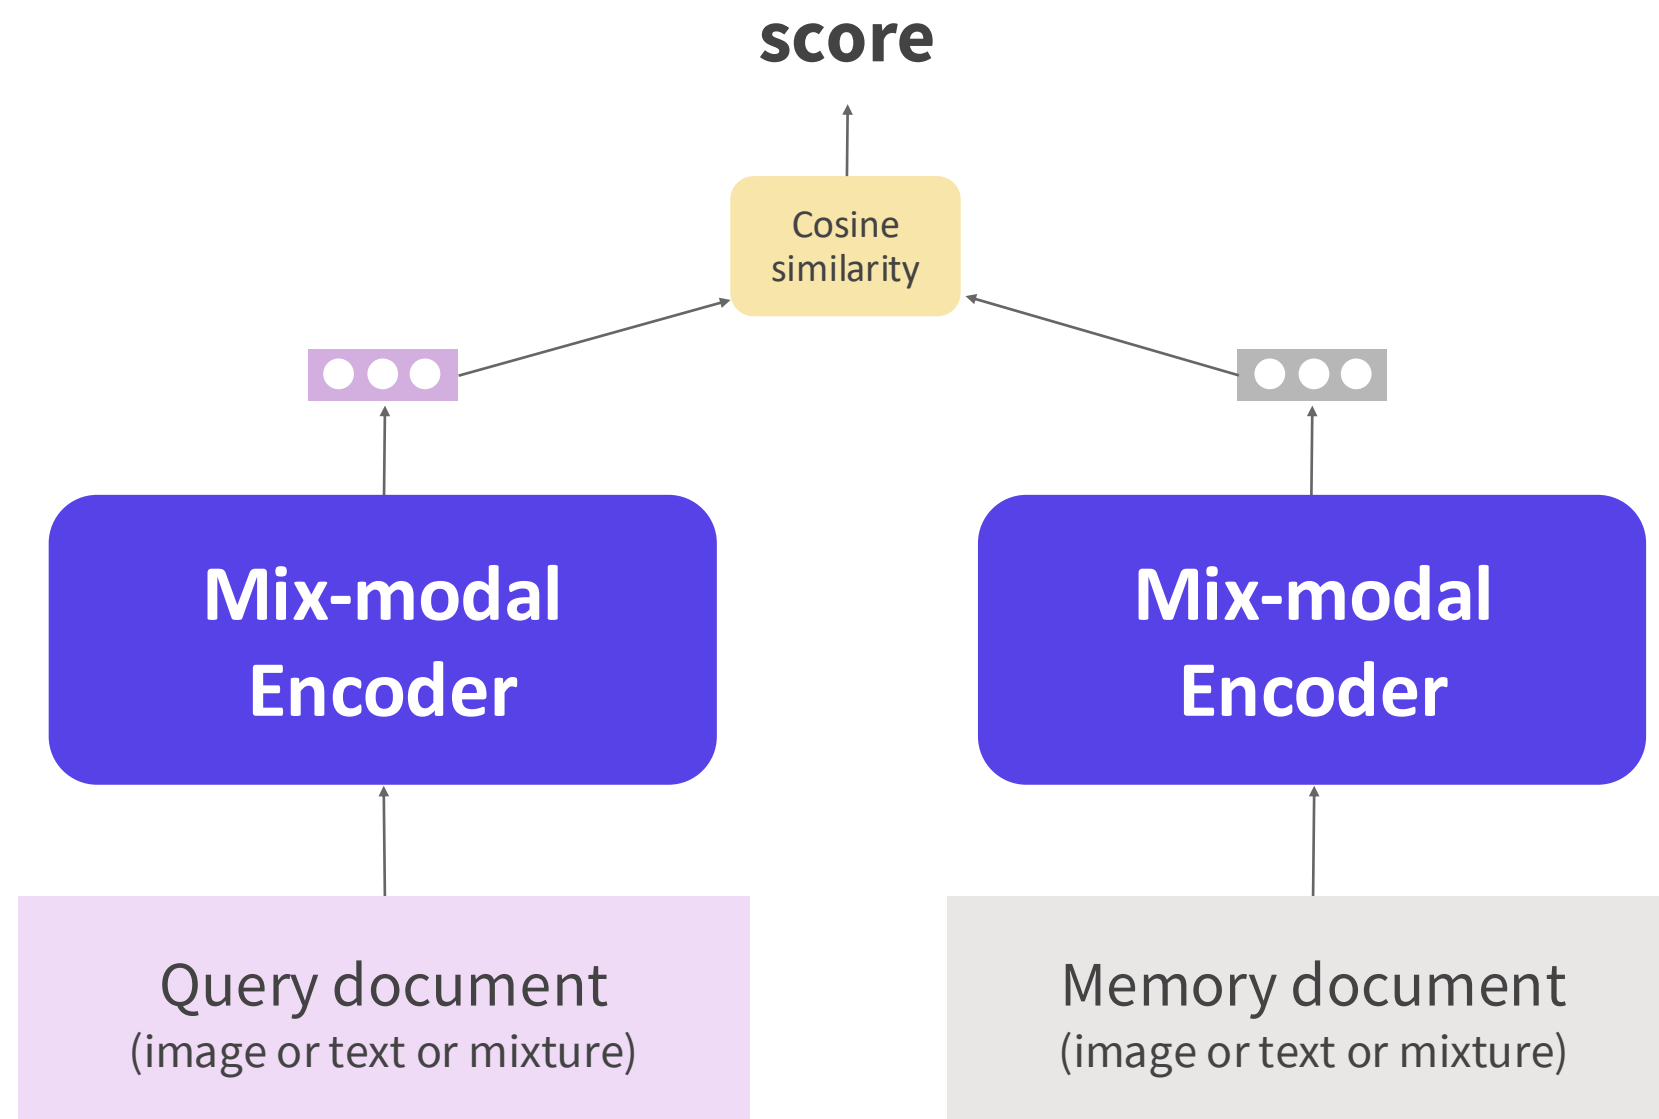 score
Cosine
similarity
Mix-modal
Encoder
Mix-modal
Encoder
Query document
(image or text or mixture)
Memory document
(image or text or mixture)